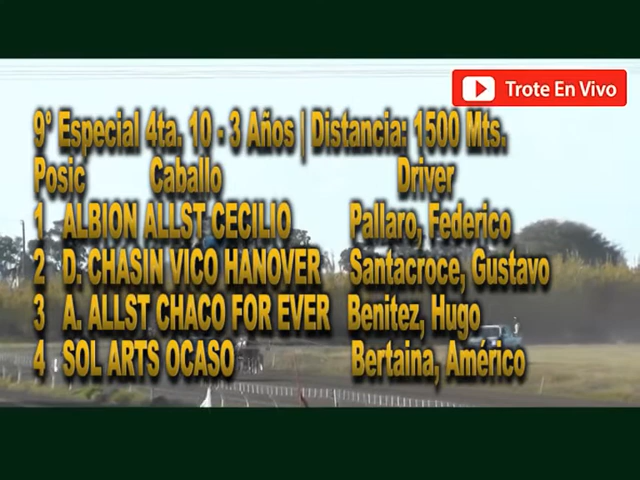 Trote En Vivo
9° Especial 4ta. 10 - 3 Años | Distancia: 1500 Mts.
Posic Caballo Driver
1 ALBION ALLST CECILIO Pallaro, Federico
2 D. CHASIN VICO HANOVER Santacroce, Gustavo
3 A. ALLST CHACO FOR EVER Benitez, Hugo
4 SOL ARTS OCASO Bertaina, Américo